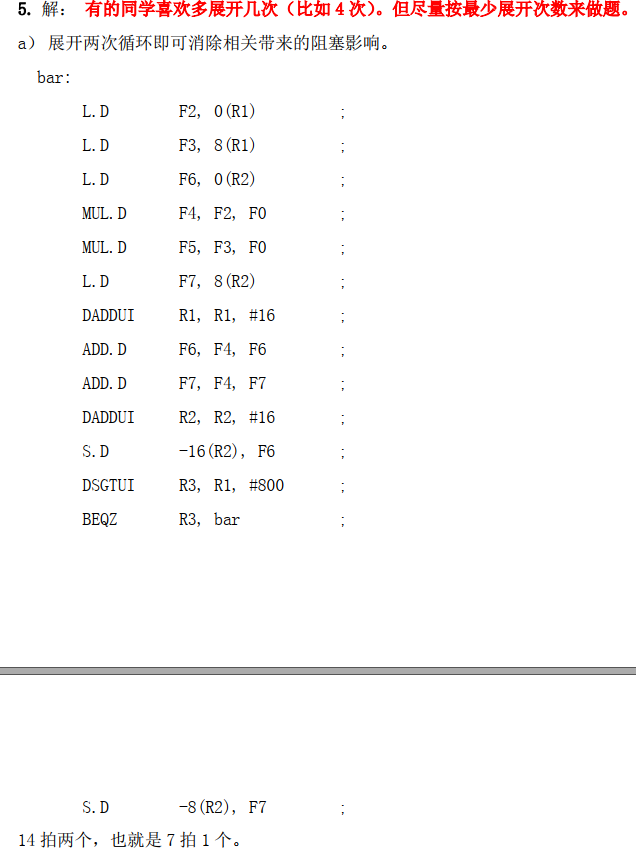 5. 解： 有的同学喜欢多展开几次（比如 4 次）。但尽量按最少展开次数来做题。
a） 展开两次循环即可消除相关带来的阻塞影响。
bar:
L.D F2, 0(R1) ;
L.D F3, 8(R1) ;
L.D F6, 0(R2) ;
MUL.D F4, F2, F0 ;
MUL.D F5, F3, F0 ;
L.D F7, 8(R2) ;
DADDUI R1, R1, #16 ;
ADD.D F6, F4, F6 ;
ADD.D F7, F4, F7 ;
DADDUI R2, R2, #16 ;
S.D -16(R2), F6 ;
DSGTUI R3, R1, #800 ;
BEQZ R3, bar ;
S.D -8(R2), F7 ;
14 拍两个，也就是 7 拍 1 个。